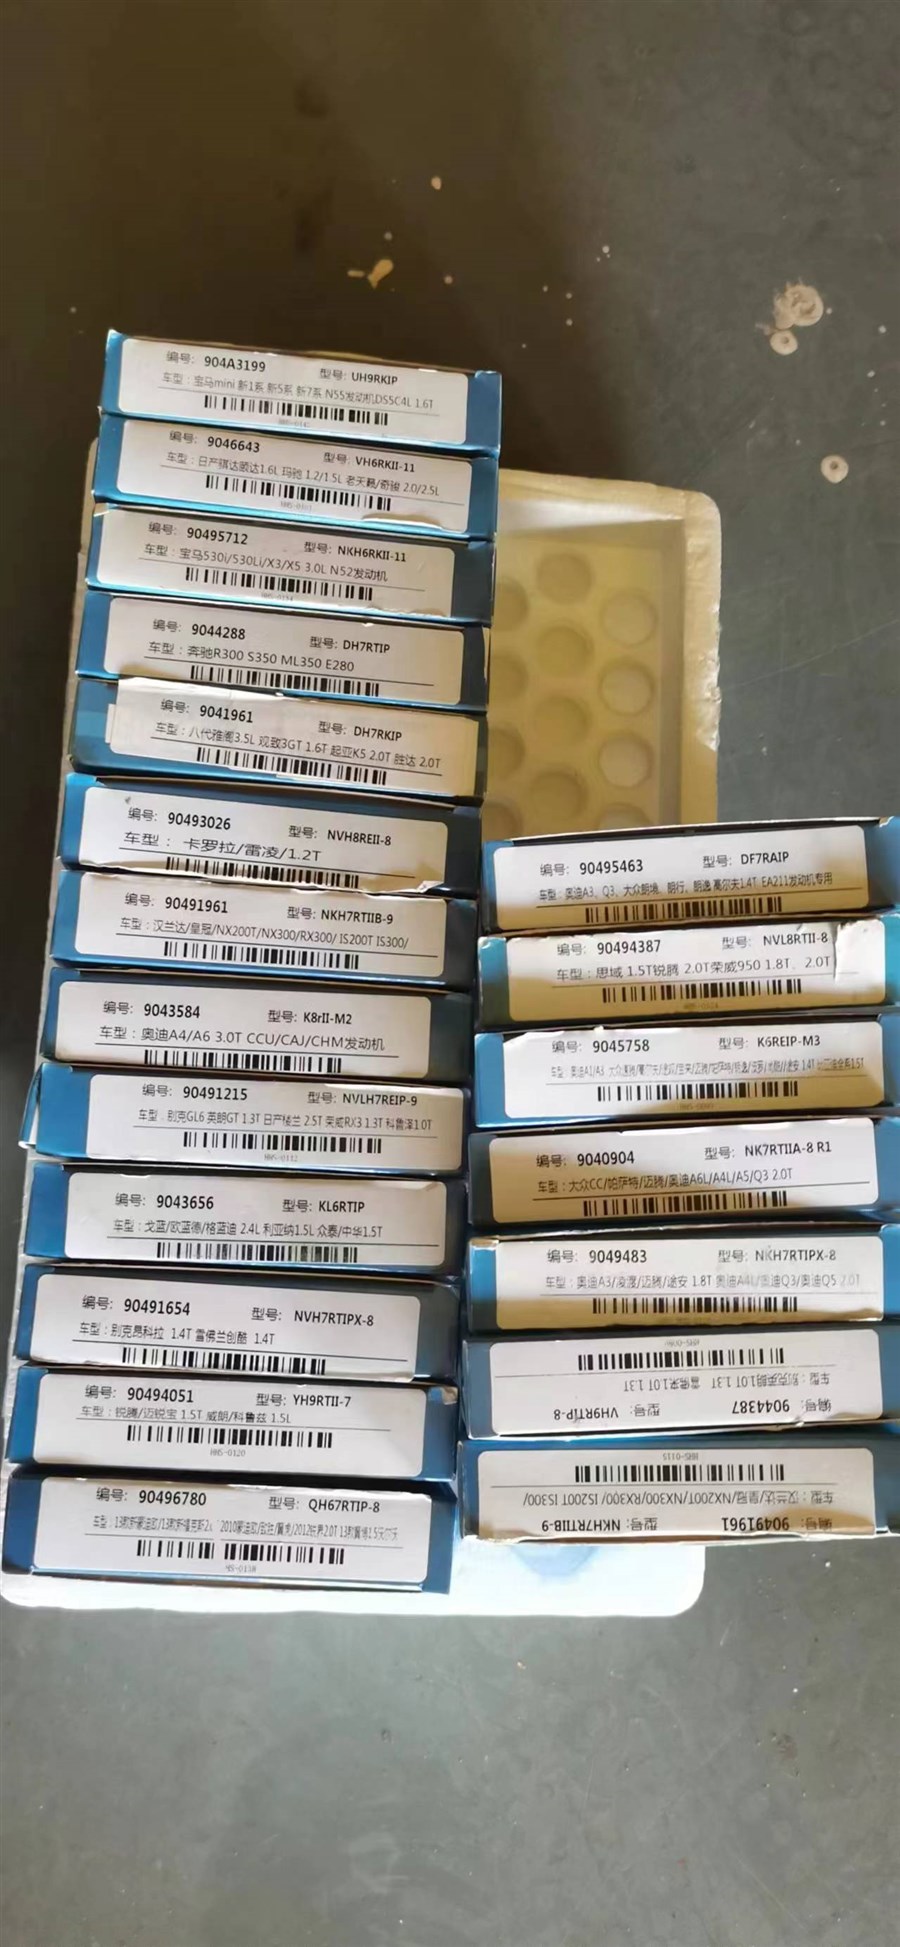 编号: 904A3199 型号: UH9RKIP
车型: 宝马mini 新1系 新5系 新7系 N55发动机DS5C4L 1.6T
编号: 9046643 型号: VH6RKII-11
车型: 日产骐达颐达1.6L 玛驰 1.2/1.5L 老天籁/奇骏 2.0/2.5L
编号: 90495712 型号: NKH6RKII-11
车型: 宝马530i/530Li/X3/X5 3.0L N52发动机
编号: 9044288 型号: DH7RTIP
车型: 奔驰R300 S350 ML350 E280
编号: 9041961 型号: DH7RKIP
车型: 八代雅阁3.5L 观致3GT 1.6T 起亚K5 2.0T 胜达 2.0T
编号: 90493026 型号: NVH8REII-8
车型: 卡罗拉/雷凌/1.2T
编号: 90491961 型号: NKH7RTIIB-9
车型: 汉兰达/皇冠/NX200T/NX300/RX300/ IS200T IS300/
编号: 9043584 型号: K8rII-M2
车型: 奥迪A4/A6 3.0T CCU/CAJ/CHM发动机
编号: 90491215 型号: NVLH7REIP-9
车型: 别克GL6 英朗GT 1.3T 日产楼兰 2.5T 荣威RX3 1.3T 科鲁泽1.0T
HHS-0112
编号: 9043656 型号: KL6RTIP
车型: 戈蓝/欧蓝德/格蓝迪 2.4L 利亚纳1.5L 众泰/中华1.5T
编号: 90491654 型号: NVH7RTIPX-8
车型: 别克昂科拉 1.4T 雪佛兰创酷 1.4T
编号: 90494051 型号: YH9RTII-7
车型: 锐腾/迈锐宝 1.5T 威朗/科鲁兹 1.5L
HHS-0120
编号: 90496780 型号: QH67RTIP-8
编号: 90495463 型号: DF7RAIP
车型: 奥迪A3、Q3、大众朗境、朗行、朗逸 高尔夫1.4T EA211发动机专用
编号: 90494387 型号: NVL8RTII-8
车型: 思域 1.5T锐腾 2.0T荣威950 1.8T、2.0T
编号: 9045758 型号: K6REIP-M3
编号: 9040904 型号: NK7RTIIA-8 R1
车型: 大众CC/帕萨特/迈腾/奥迪A6L/A4L/A5/Q3 2.0T
编号: 9049483 型号: NKH7RTIPX-8
车型: 奥迪A3/凌渡/迈腾/途安 1.8T 奥迪A4L/奥迪Q3/奥迪Q5 2.0T
编号: 9044387 型号: VH9RTIP-8
车型: 别克英朗1.0T 1.3T
编号: 90491961 型号: NKH7RTIIB-9
车型: 汉兰达/皇冠/NX200T/NX300/RX300/ IS200T IS300/
HHS-0115